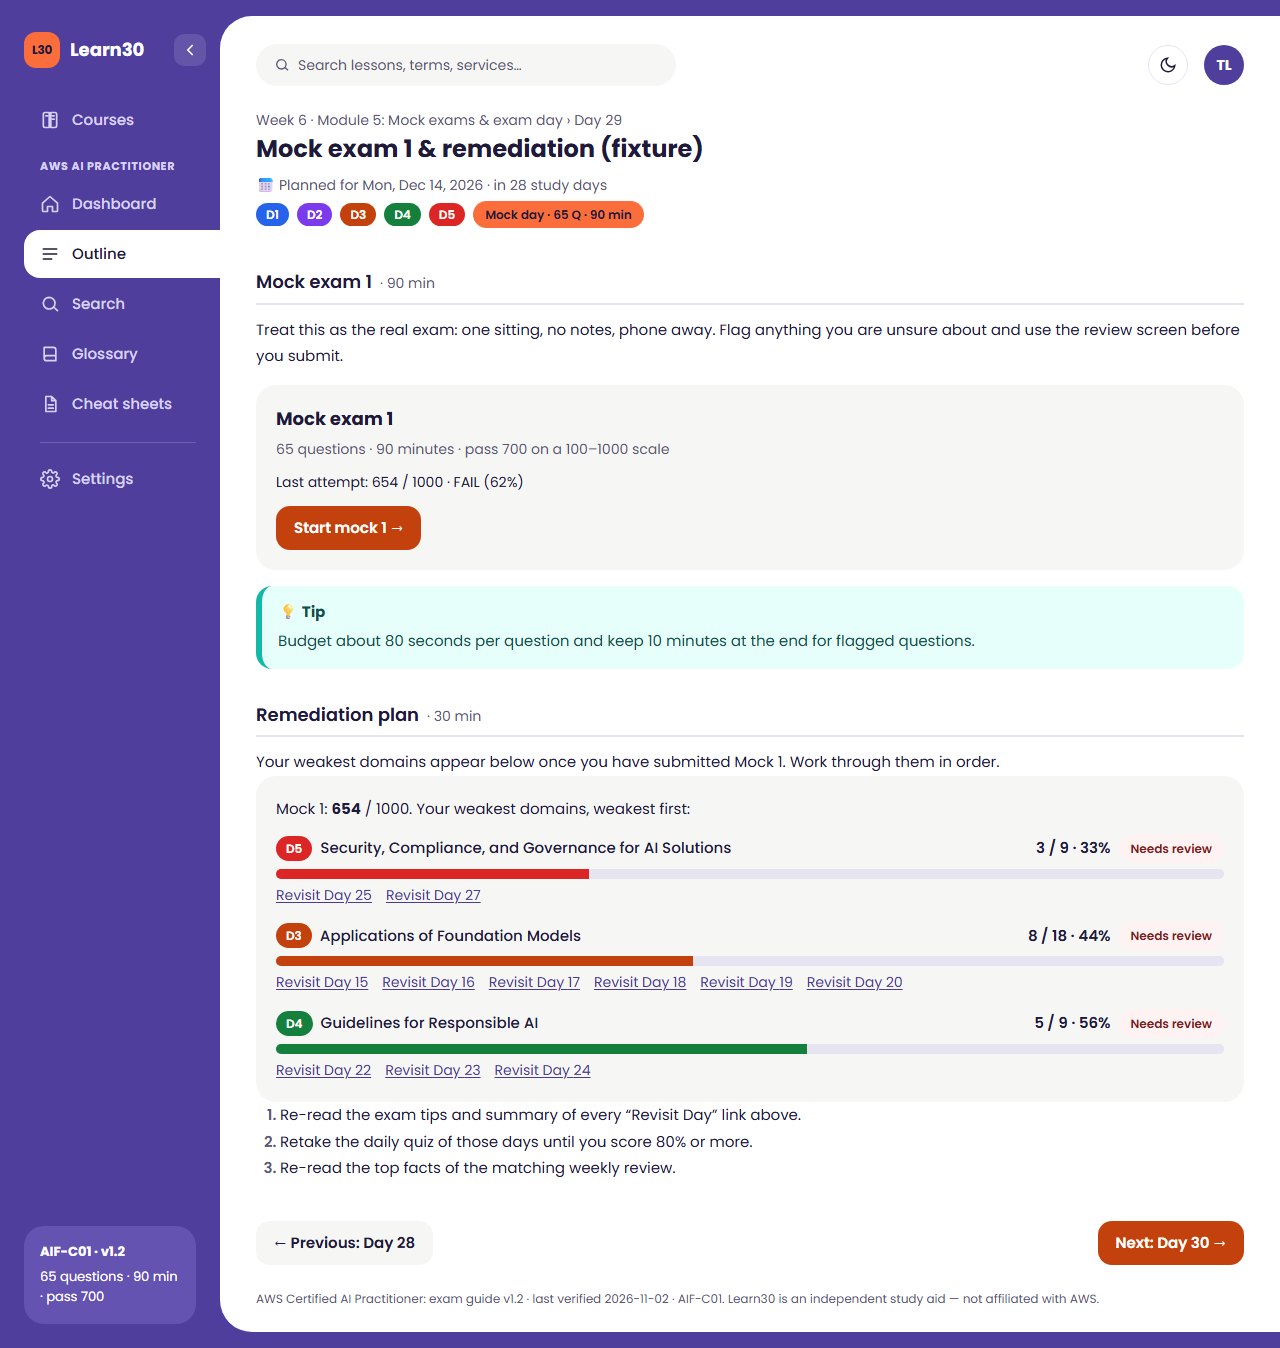 L30 Learn30
Courses
AWS AI PRACTITIONER
Dashboard
Outline
Search
Glossary
Cheat sheets
Settings
AIF-C01 · v1.2
65 questions · 90 min
· pass 700
Search lessons, terms, services…
TL
Week 6 · Module 5: Mock exams & exam day › Day 29
Mock exam 1 & remediation (fixture)
Planned for Mon, Dec 14, 2026 · in 28 study days
D1 D2 D3 D4 D5 Mock day · 65 Q · 90 min
Mock exam 1 · 90 min
Treat this as the real exam: one sitting, no notes, phone away. Flag anything you are unsure about and use the review screen before
you submit.
Mock exam 1
65 questions · 90 minutes · pass 700 on a 100–1000 scale
Last attempt: 654 / 1000 · FAIL (62%)
Start mock 1 →
Tip
Budget about 80 seconds per question and keep 10 minutes at the end for flagged questions.
Remediation plan · 30 min
Your weakest domains appear below once you have submitted Mock 1. Work through them in order.
Mock 1: 654 / 1000. Your weakest domains, weakest first:
D5 Security, Compliance, and Governance for AI Solutions 3 / 9 · 33% Needs review
Revisit Day 25 Revisit Day 27
D3 Applications of Foundation Models 8 / 18 · 44% Needs review
Revisit Day 15 Revisit Day 16 Revisit Day 17 Revisit Day 18 Revisit Day 19 Revisit Day 20
D4 Guidelines for Responsible AI 5 / 9 · 56% Needs review
Revisit Day 22 Revisit Day 23 Revisit Day 24
1. Re-read the exam tips and summary of every “Revisit Day” link above.
2. Retake the daily quiz of those days until you score 80% or more.
3. Re-read the top facts of the matching weekly review.
← Previous: Day 28
Next: Day 30 →
AWS Certified AI Practitioner: exam guide v1.2 · last verified 2026-11-02 · AIF-C01. Learn30 is an independent study aid — not affiliated with AWS.